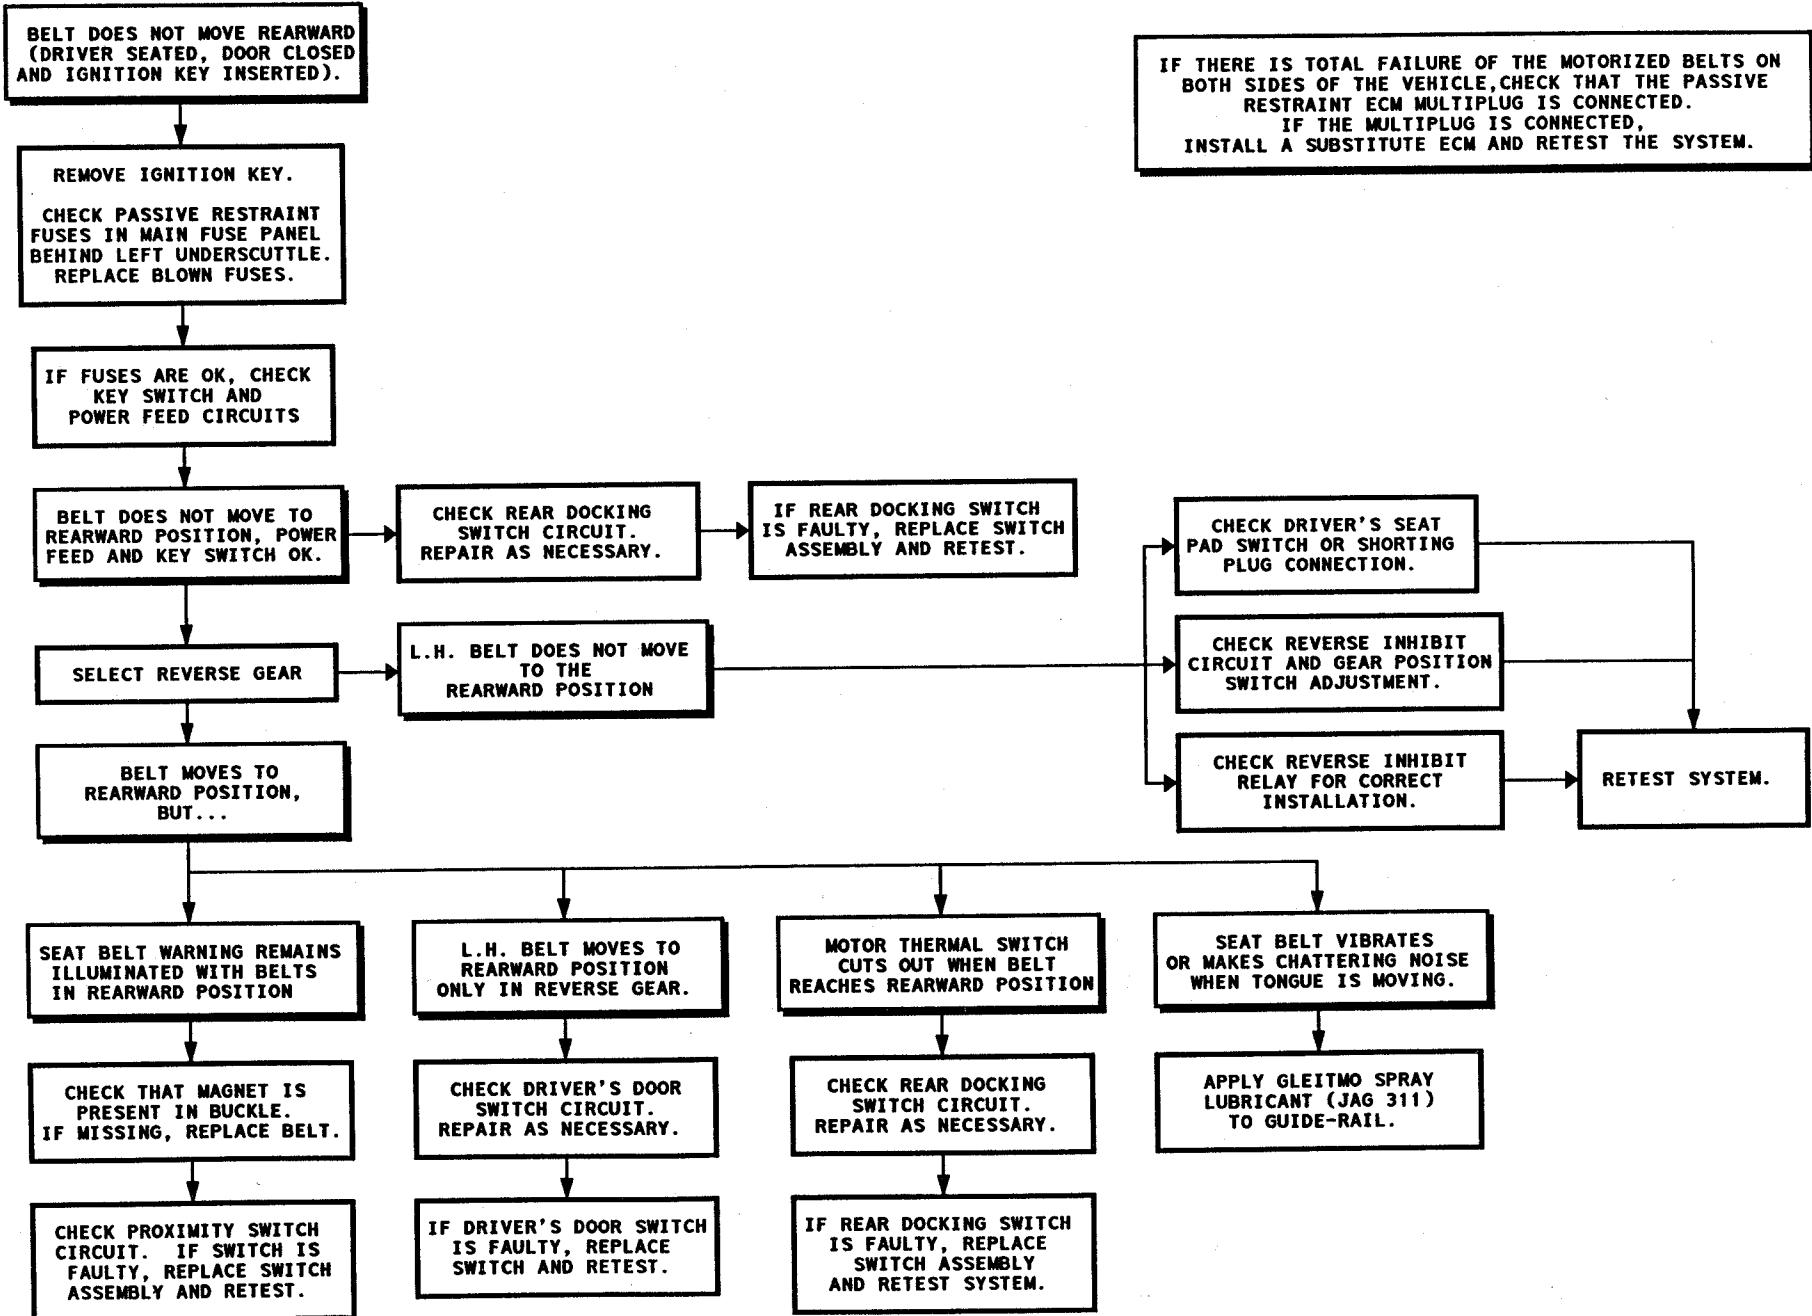 BELT DOES NOT MOVE REARWARD
(DRIVER SEATED, DOOR CLOSED
AND IGNITION KEY INSERTED).
IF THERE IS TOTAL FAILURE OF THE MOTORIZED BELTS ON
BOTH SIDES OF THE VEHICLE,CHECK THAT THE PASSIVE
RESTRAINT ECM MULTIPLUG IS CONNECTED.
IF THE MULTIPLUG IS CONNECTED,
INSTALL A SUBSTITUTE ECM AND RETEST THE SYSTEM.
REMOVE IGNITION KEY.
CHECK PASSIVE RESTRAINT
FUSES IN MAIN FUSE PANEL
BEHIND LEFT UNDERSCUTTLE.
REPLACE BLOWN FUSES.
IF FUSES ARE OK, CHECK
KEY SWITCH AND
POWER FEED CIRCUITS
BELT DOES NOT MOVE TO
REARWARD POSITION, POWER
FEED AND KEY SWITCH OK.
CHECK REAR DOCKING
SWITCH CIRCUIT.
REPAIR AS NECESSARY.
IF REAR DOCKING SWITCH
IS FAULTY, REPLACE SWITCH
ASSEMBLY AND RETEST.
CHECK DRIVER'S SEAT
PAD SWITCH OR SHORTING
PLUG CONNECTION.
SELECT REVERSE GEAR
L.H. BELT DOES NOT MOVE
TO THE
REARWARD POSITION
CHECK REVERSE INHIBIT
CIRCUIT AND GEAR POSITION
SWITCH ADJUSTMENT.
BELT MOVES TO
REARWARD POSITION,
BUT...
CHECK REVERSE INHIBIT
RELAY FOR CORRECT
INSTALLATION.
RETEST SYSTEM.
SEAT BELT WARNING REMAINS
ILLUMINATED WITH BELTS
IN REARWARD POSITION
L.H. BELT MOVES TO
REARWARD POSITION
ONLY IN REVERSE GEAR.
MOTOR THERMAL SWITCH
CUTS OUT WHEN BELT
REACHES REARWARD POSITION
SEAT BELT VIBRATES
OR MAKES CHATTERING NOISE
WHEN TONGUE IS MOVING.
CHECK THAT MAGNET IS
PRESENT IN BUCKLE.
IF MISSING, REPLACE BELT.
CHECK DRIVER'S DOOR
SWITCH CIRCUIT.
REPAIR AS NECESSARY.
CHECK REAR DOCKING
SWITCH CIRCUIT.
REPAIR AS NECESSARY.
APPLY GLEITMO SPRAY
LUBRICANT (JAG 311)
TO GUIDE-RAIL.
CHECK PROXIMITY SWITCH
CIRCUIT. IF SWITCH IS
FAULTY, REPLACE SWITCH
ASSEMBLY AND RETEST.
IF DRIVER'S DOOR SWITCH
IS FAULTY, REPLACE
SWITCH AND RETEST.
IF REAR DOCKING SWITCH
IS FAULTY, REPLACE
SWITCH ASSEMBLY
AND RETEST SYSTEM.